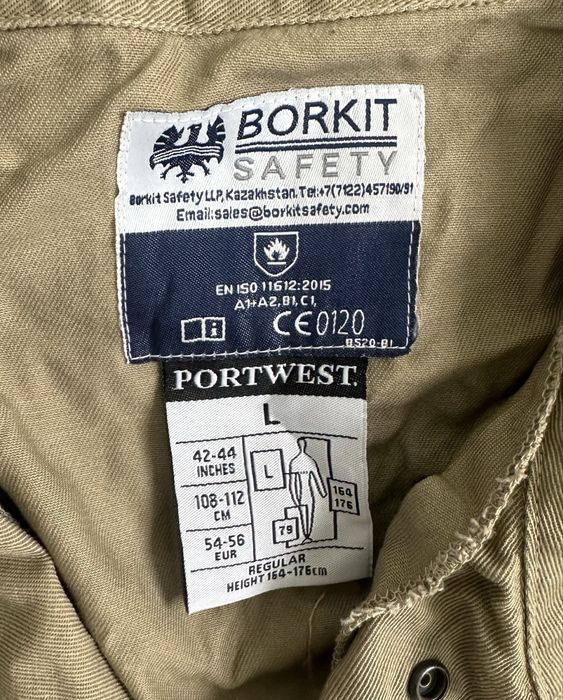 BORKIT
SAFETY
Borkit Safety LLP, Kazakhstan, Tel:+7(7122)457190/91
Email:sales@borkitsafety.com
EN ISO 11612:2015
A1+A2, B1, C1,
i CE 0120
BS20-B1
PORTWEST.
L
42-44
INCHES
L
108-112
CM
164
176
54-56
EUR
79
REGULAR
HEIGHT 164-176cm